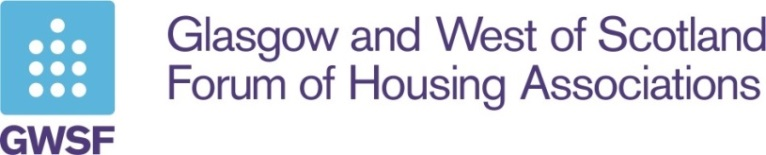 Glasgow and West of Scotland
Forum of Housing Associations
GWSF